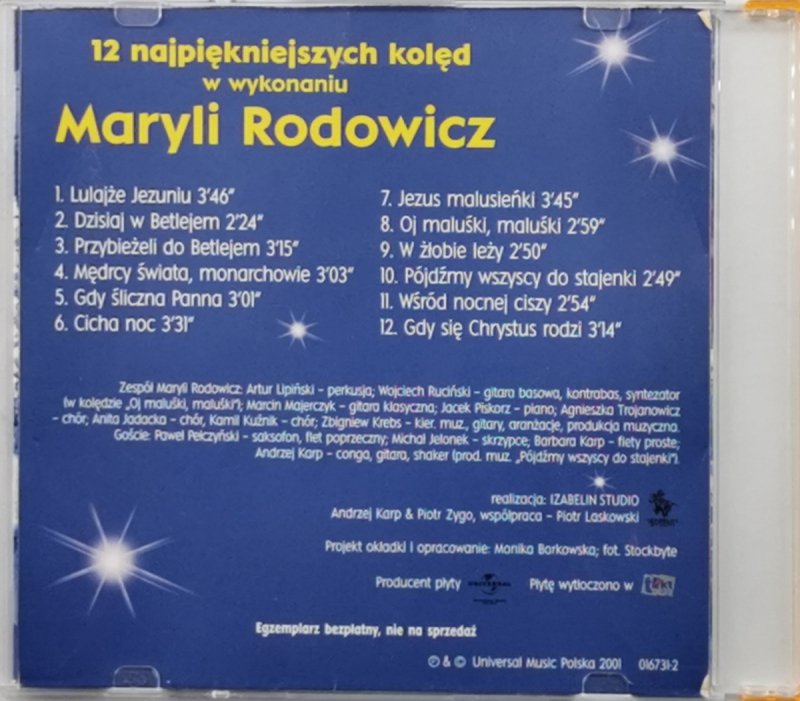 12 najpiękniejszych kolęd
w wykonaniu
Maryli Rodowicz
1. Lulajże Jezuniu 3'46"
2. Dzisiaj w Betlejem 2'24"
3. Przybieżeli do Betlejem 3'15"
4. Mędrcy świata, monarchowie 3'03"
5. Gdy śliczna Panna 3'01"
6. Cicha noc 3'31"
7. Jezus malusieńki 3'45"
8. Oj maluśki, maluśki 2'59"
9. W żłobie leży 2'50"
10. Pójdźmy wszyscy do stajenki 2'49"
11. Wśród nocnej ciszy 2'54"
12. Gdy się Chrystus rodzi 3'14"
Zespół Maryli Rodowicz: Artur Lipiński – perkusja; Wojciech Ruciński – gitara basowa, kontrabas, syntezator
(w kolędzie „Oj maluśki, maluśki"); Marcin Majerczyk – gitara klasyczna; Jacek Piskorz – piano; Agnieszka Trojanowicz
– chór; Anita Jadacka – chór, Kamil Kuźnik – chór; Zbigniew Krebs – kier. muz., gitary, aranżacje, produkcja muzyczna.
Goście: Paweł Pełczyński – saksofon, flet poprzeczny; Michał Jelonek – skrzypce; Barbara Karp – flety proste;
Andrzej Karp – conga, gitara, shaker (prod. muz. „Pójdźmy wszyscy do stajenki").
realizacja: IZABELIN STUDIO
Andrzej Karp & Piotr Zygo, współpraca – Piotr Laskowski
Projekt okładki i opracowanie: Monika Borkowska; fot. Stockbyte
Producent płyty UNIVERSAL Płytę wytłoczono w takt
Egzemplarz bezpłatny, nie na sprzedaż
℗ & © Universal Music Polska 2001 016731-2